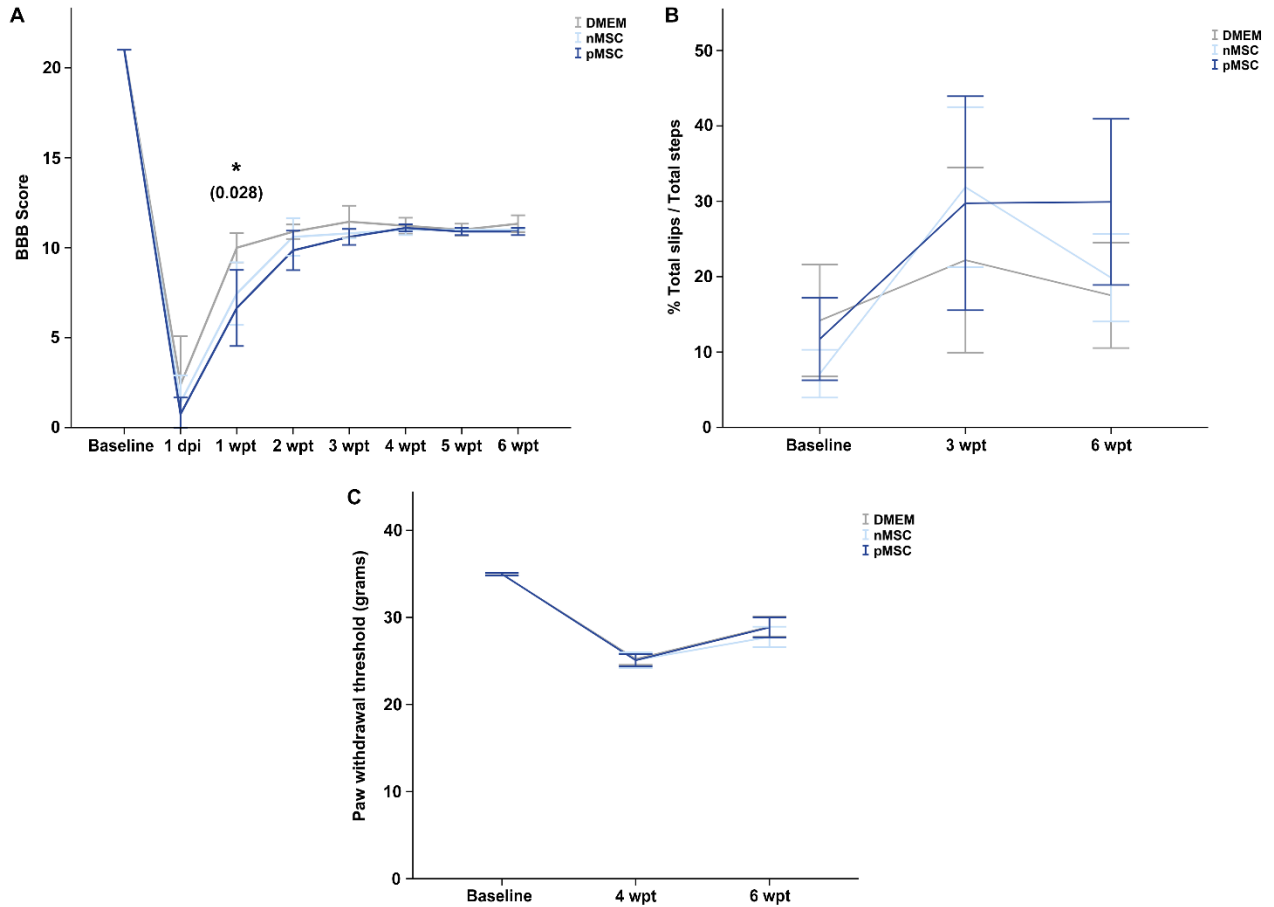 A
DMEM
nMSC
pMSC
BBB Score
20
15
10
5
0
*
(0.028)
Baseline 1 dpi 1 wpt 2 wpt 3 wpt 4 wpt 5 wpt 6 wpt
B
DMEM
nMSC
pMSC
% Total slips / Total steps
50
40
30
20
10
0
Baseline 3 wpt 6 wpt
C
DMEM
nMSC
pMSC
Paw withdrawal threshold (grams)
40
30
20
10
0
Baseline 4 wpt 6 wpt